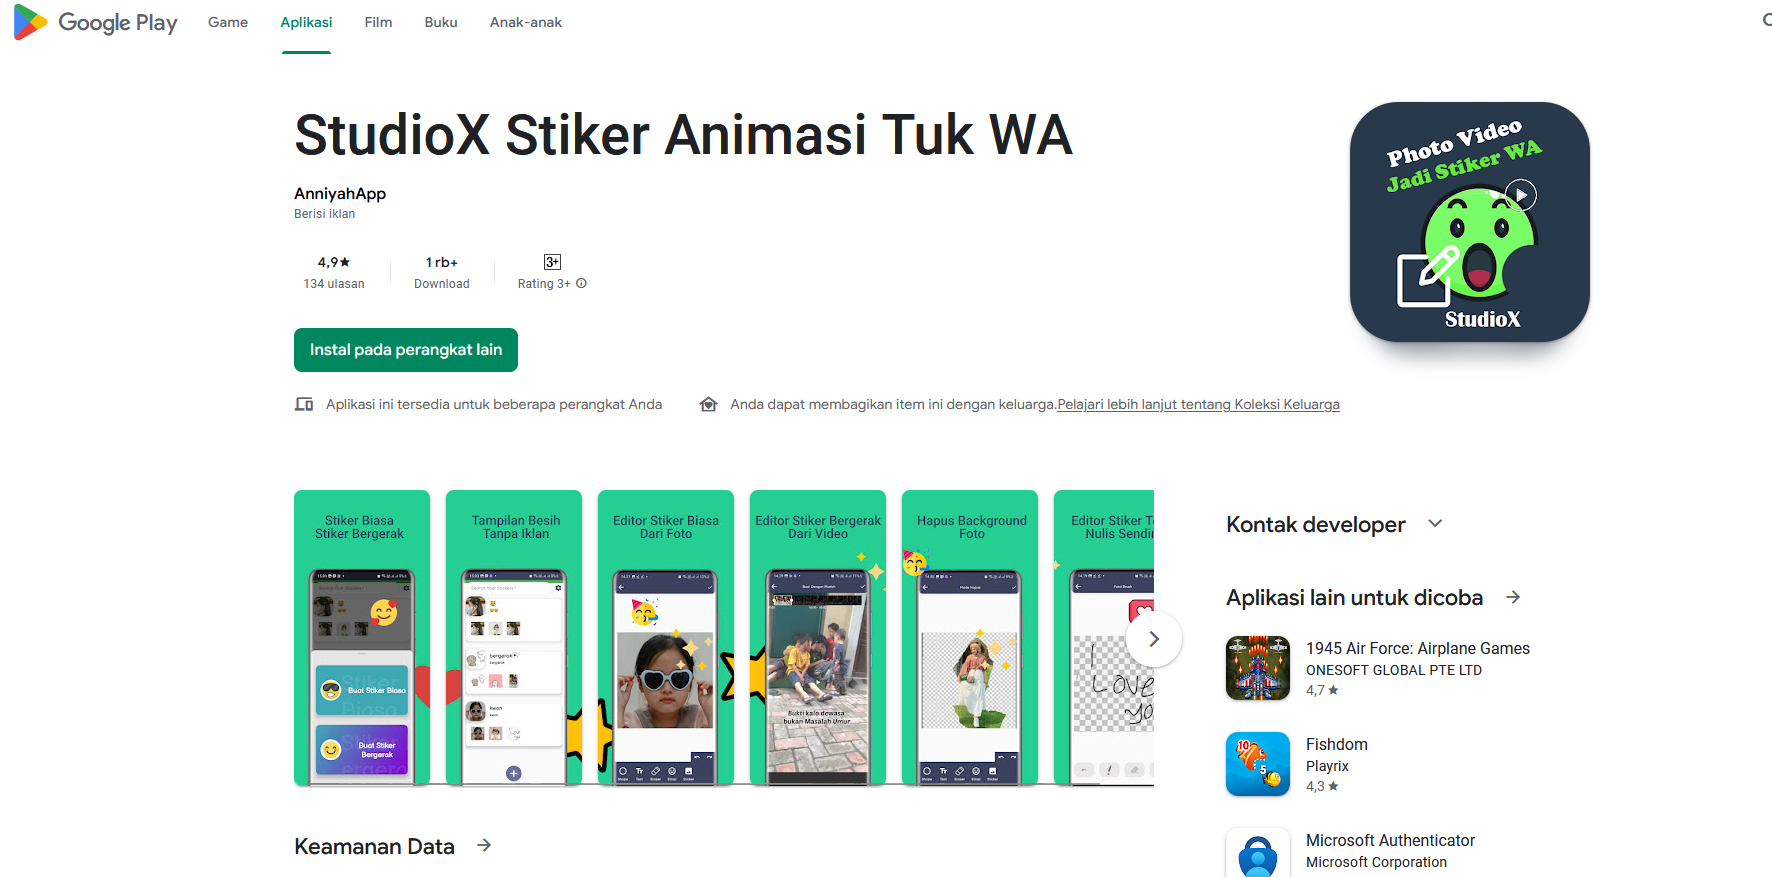 Google Play
Game
Aplikasi
Film
Buku
Anak-anak
StudioX Stiker Animasi Tuk WA
AnniyahApp
Berisi iklan
4,9★
134 ulasan
1 rb+
Download
3+
Rating 3+
Instal pada perangkat lain
Aplikasi ini tersedia untuk beberapa perangkat Anda
Anda dapat membagikan item ini dengan keluarga.Pelajari lebih lanjut tentang Koleksi Keluarga
Photo Video
Jadi Stiker WA
StudioX
Stiker Biasa
Stiker Bergerak
Buat Stiker Biasa
Buat Stiker
Bergerak
Tampilan Besih
Tanpa Iklan
bergerak
bergerak
kwon
Editor Stiker Biasa
Dari Foto
Editor Stiker Bergerak
Dari Video
Bukti kalo dewasa
bukan Masalah Umur
Hapus Background
Foto
Editor Stiker
Nulis
I
Love
yo
Kontak developer
Aplikasi lain untuk dicoba
1945 Air Force: Airplane Games
ONESOFT GLOBAL PTE LTD
4,7★
Fishdom
Playrix
4,3★
Microsoft Authenticator
Microsoft Corporation
Keamanan Data